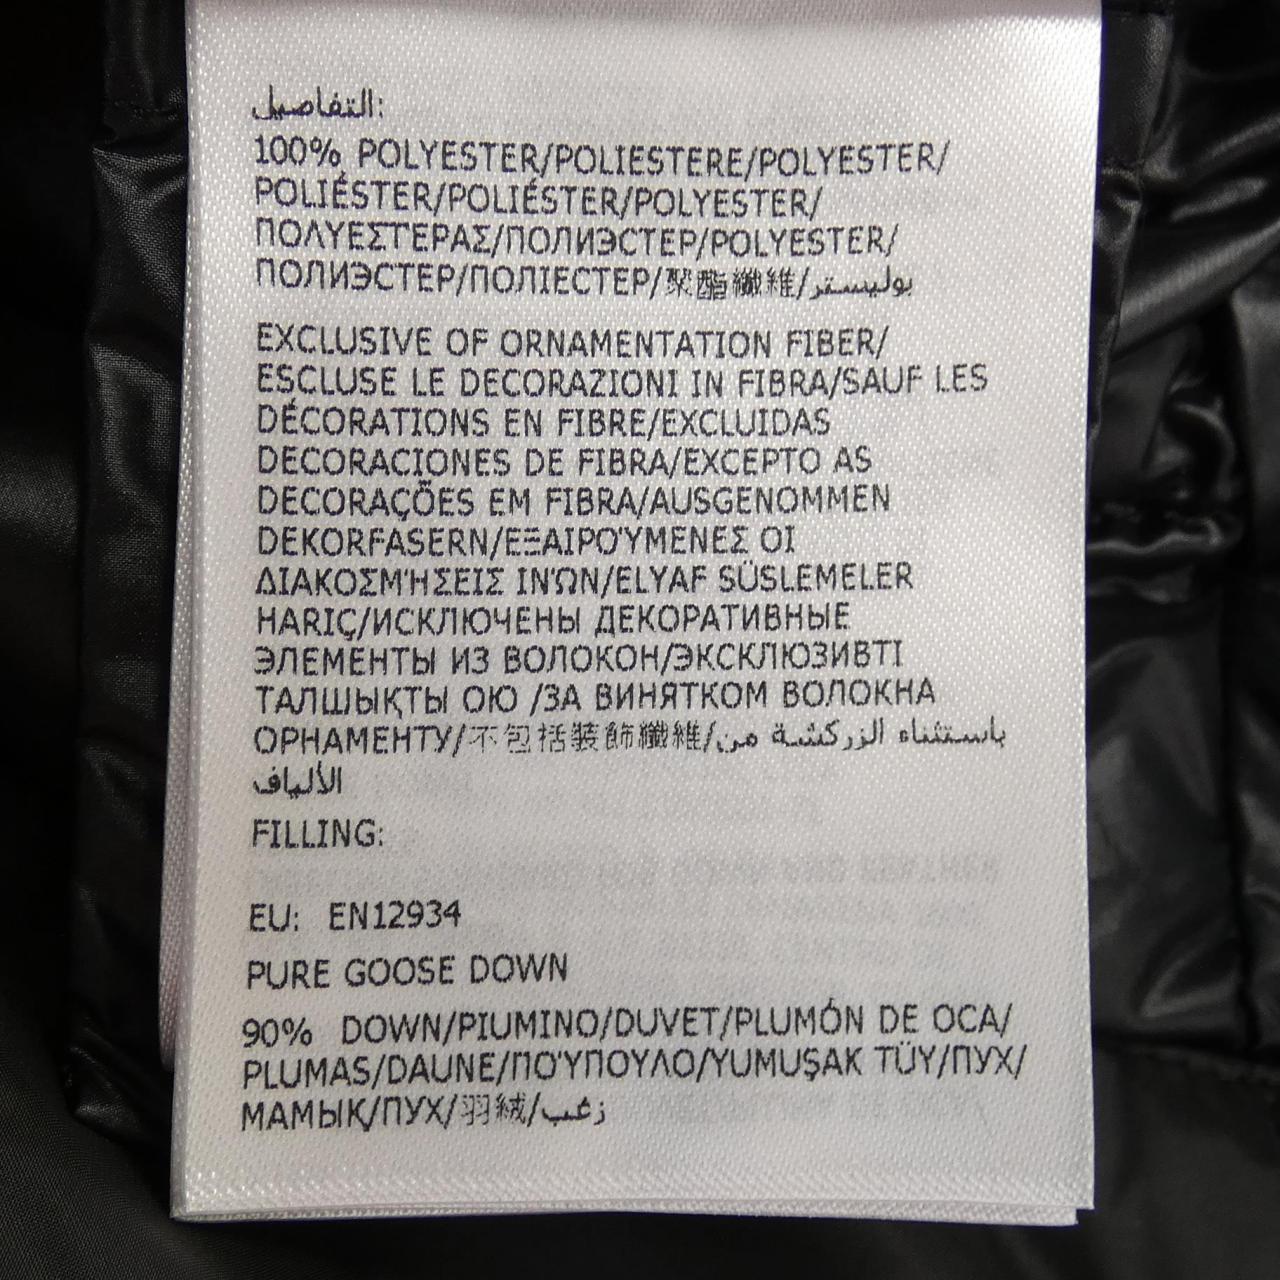 التفاصيل:
100% POLYESTER/POLIESTERE/POLYESTER/
POLIÉSTER/POLIÉSTER/POLYESTER/
ΠΟΛΥΕΣΤΕΡΑΣ/ПОЛИЭСТЕР/POLYESTER/
ПОЛИЭСТЕР/ПОЛІЕСТЕР/聚酯纖維/بوليستر
EXCLUSIVE OF ORNAMENTATION FIBER/
ESCLUSE LE DECORAZIONI IN FIBRA/SAUF LES
DÉCORATIONS EN FIBRE/EXCLUIDAS
DECORACIONES DE FIBRA/EXCEPTO AS
DECORAÇÕES EM FIBRA/AUSGENOMMEN
DEKORFASERN/ΕΞΑΙΡΟΎΜΕΝΕΣ ΟΙ
ΔΙΑΚΟΣΜΉΣΕΙΣ ΙΝΏΝ/ELYAF SÜSLEMELER
HARIÇ/ИСКЛЮЧЕНЫ ДЕКОРАТИВНЫЕ
ЭЛЕМЕНТЫ ИЗ ВОЛОКОН/ЭКСКЛЮЗИВТІ
ТАЛШЫҚТЫ ОЮ /ЗА ВИНЯТКОМ ВОЛОКНА
ОРНАМЕНТУ/不包括裝飾纖維/باستثناء الزركشة من
الألياف
FILLING:
EU: EN12934
PURE GOOSE DOWN
90% DOWN/PIUMINO/DUVET/PLUMÓN DE OCA/
PLUMAS/DAUNE/ΠΟΎΠΟΥΛΟ/YUMUŞAK TÜY/ПУХ/
МАМЫҚ/ПУХ/羽絨/زغب